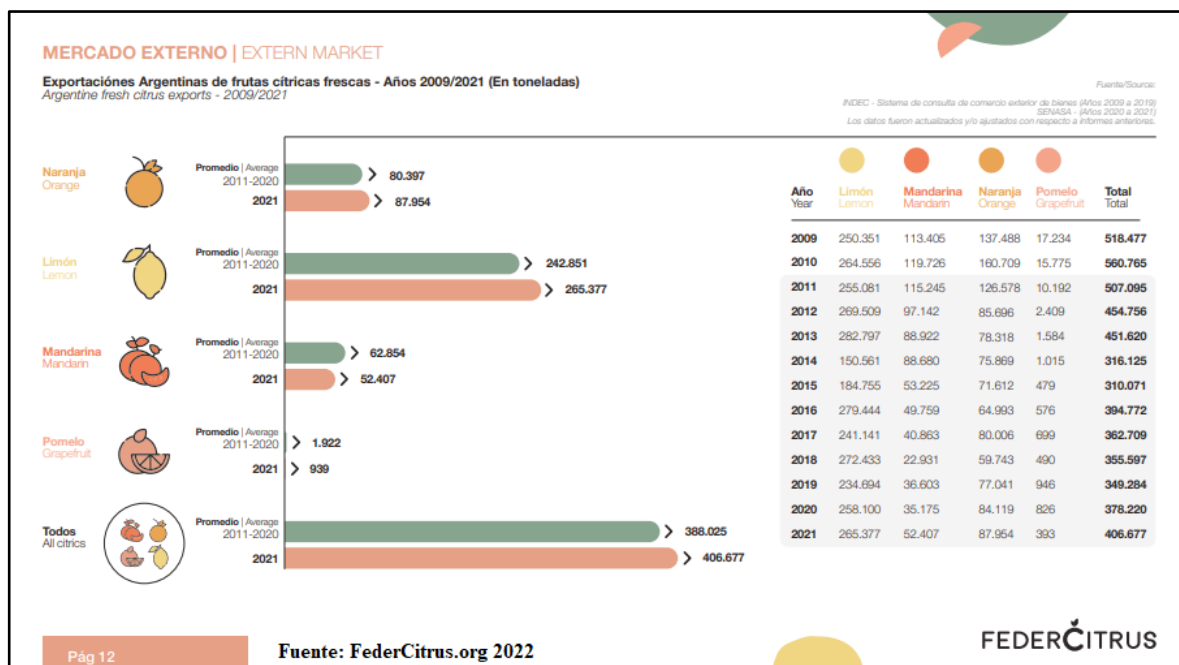 MERCADO EXTERNO | EXTERN MARKET
Exportaciónes Argentinas de frutas cítricas frescas - Años 2009/2021 (En toneladas)
Argentine fresh citrus exports - 2009/2021
Fuente/Source:
INDEC - Sistema de consulta de comercio exterior de bienes (Años 2009 a 2019)
SENASA - (Años 2020 a 2021)
Los datos fueron actualizados y/o ajustados con respecto a informes anteriores.
Naranja
Orange
Promedio | Average
2011-2020
80.397
2021
87.954
Limón
Lemon
Promedio | Average
2011-2020
242.851
2021
265.377
Mandarina
Mandarin
Promedio | Average
2011-2020
62.854
2021
52.407
Pomelo
Grapefruit
Promedio | Average
2011-2020
1.922
2021
939
Todos
All citrics
Promedio | Average
2011-2020
388.025
2021
406.677
Año Limón Mandarina Naranja Pomelo Total
Year Lemon Mandarin Orange Grapefruit Total
2009 250.351 113.405 137.488 17.234 518.477
2010 264.556 119.726 160.709 15.775 560.765
2011 255.081 115.245 126.578 10.192 507.095
2012 269.509 97.142 85.696 2.409 454.756
2013 282.797 88.922 78.318 1.584 451.620
2014 150.561 88.680 75.869 1.015 316.125
2015 184.755 53.225 71.612 479 310.071
2016 279.444 49.759 64.993 576 394.772
2017 241.141 40.863 80.006 699 362.709
2018 272.433 22.931 59.743 490 355.597
2019 234.694 36.603 77.041 946 349.284
2020 258.100 35.175 84.119 826 378.220
2021 265.377 52.407 87.954 393 406.677
Pág 12
Fuente: FederCitrus.org 2022
FEDERCITRUS